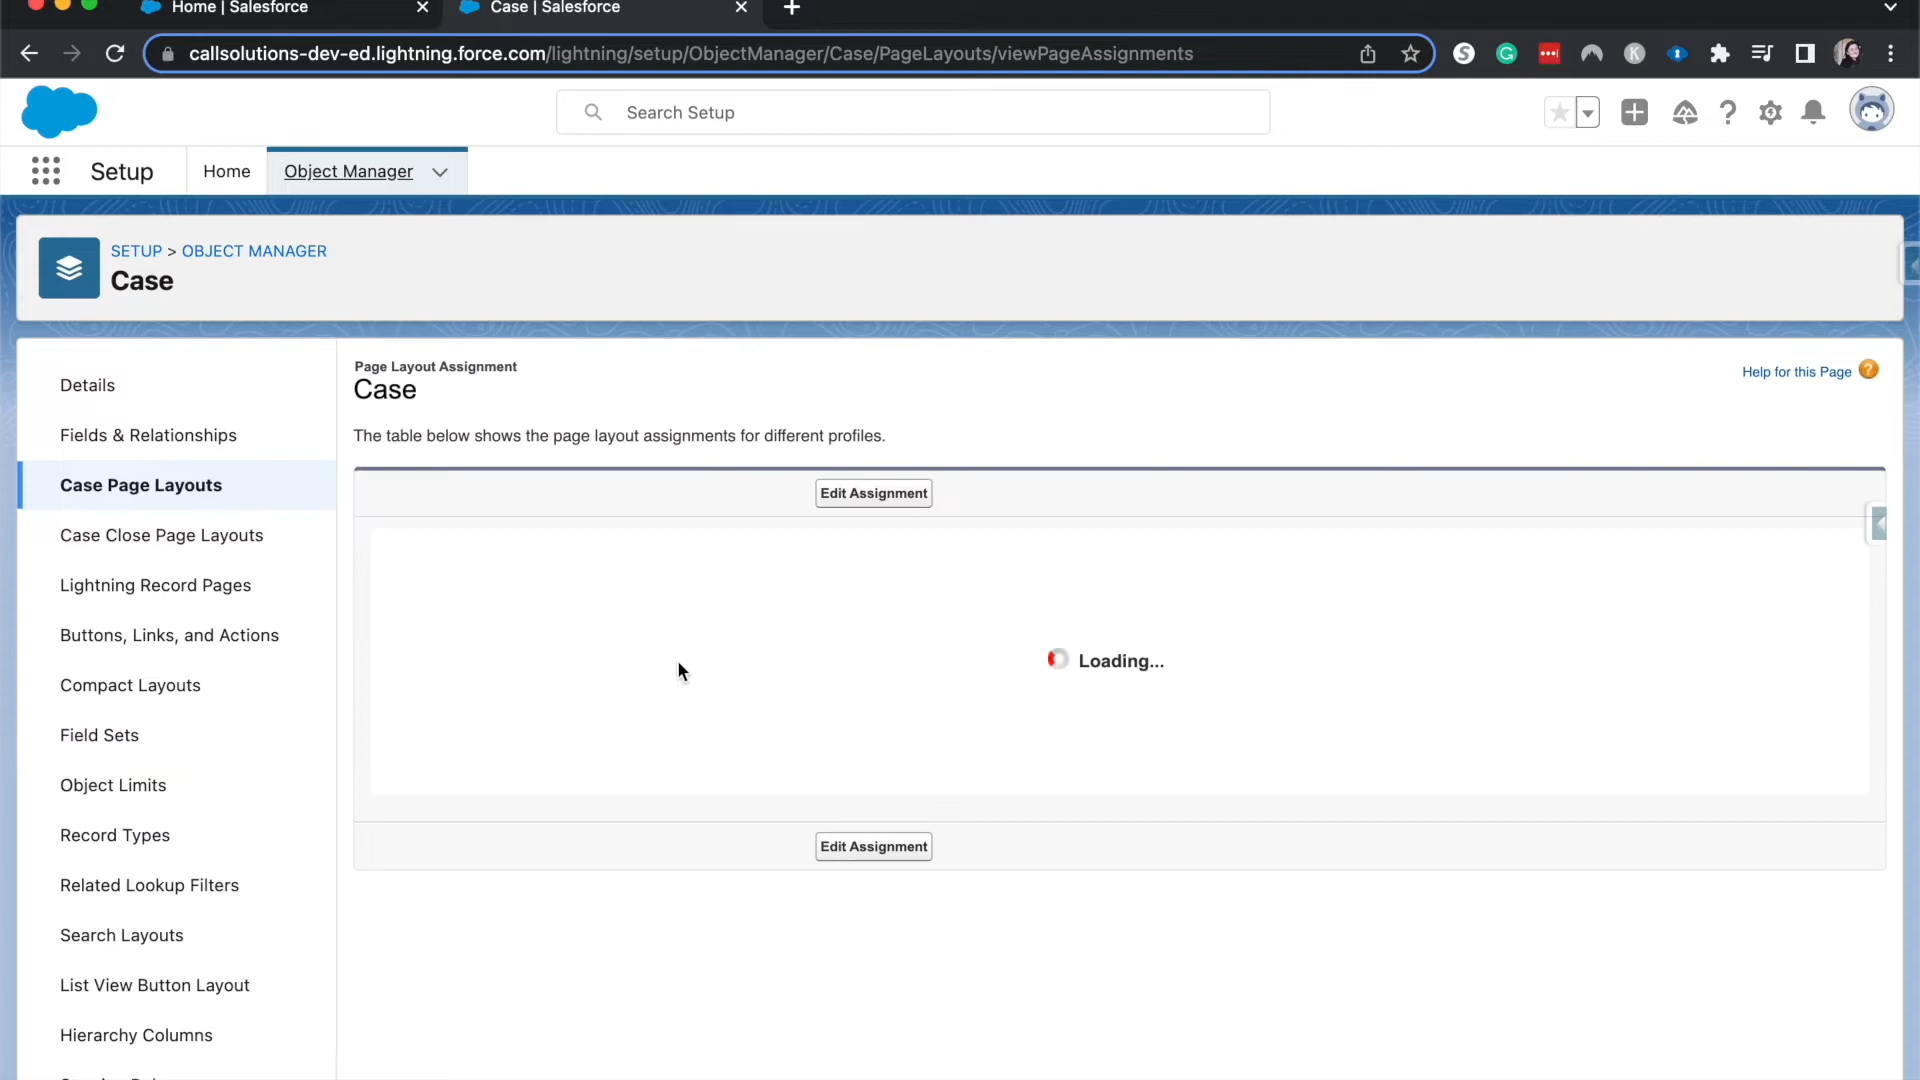 Home | Salesforce
Case | Salesforce
callsolutions-dev-ed.lightning.force.com/lightning/setup/ObjectManager/Case/PageLayouts/viewPageAssignments
Search Setup
Setup
Home
Object Manager
SETUP > OBJECT MANAGER
Case
Details
Fields & Relationships
Case Page Layouts
Case Close Page Layouts
Lightning Record Pages
Buttons, Links, and Actions
Compact Layouts
Field Sets
Object Limits
Record Types
Related Lookup Filters
Search Layouts
List View Button Layout
Hierarchy Columns
Page Layout Assignment
Case
Help for this Page
The table below shows the page layout assignments for different profiles.
Edit Assignment
Loading...
Edit Assignment